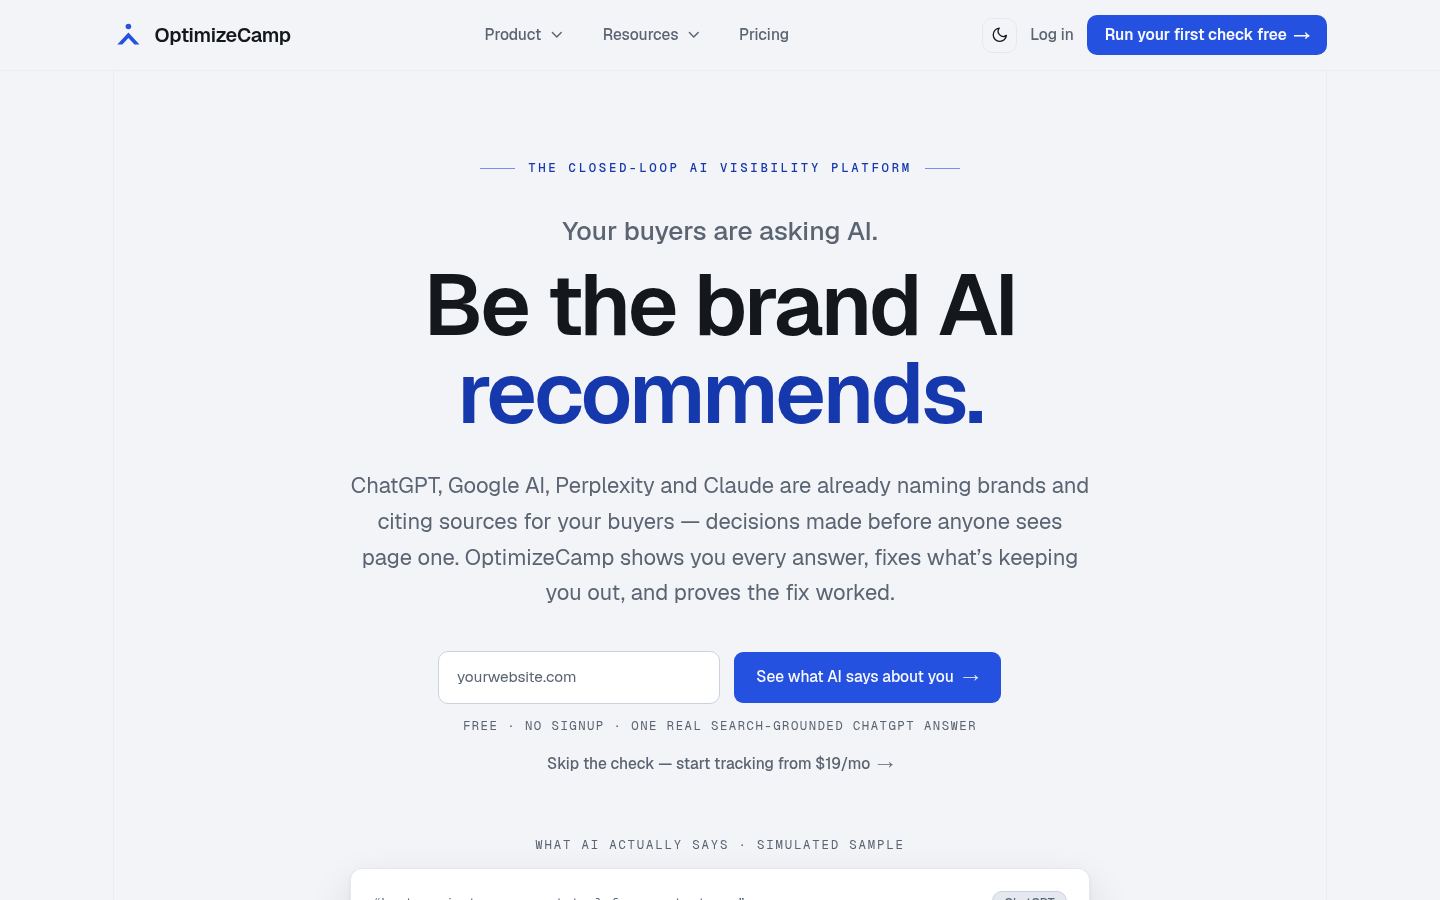 OptimizeCamp
Product
Resources
Pricing
Log in
Run your first check free →
THE CLOSED-LOOP AI VISIBILITY PLATFORM
Your buyers are asking AI.
Be the brand AI
recommends.
ChatGPT, Google AI, Perplexity and Claude are already naming brands and
citing sources for your buyers — decisions made before anyone sees
page one. OptimizeCamp shows you every answer, fixes what’s keeping
you out, and proves the fix worked.
yourwebsite.com
See what AI says about you →
FREE · NO SIGNUP · ONE REAL SEARCH-GROUNDED CHATGPT ANSWER
Skip the check — start tracking from $19/mo →
WHAT AI ACTUALLY SAYS · SIMULATED SAMPLE
ChatGPT